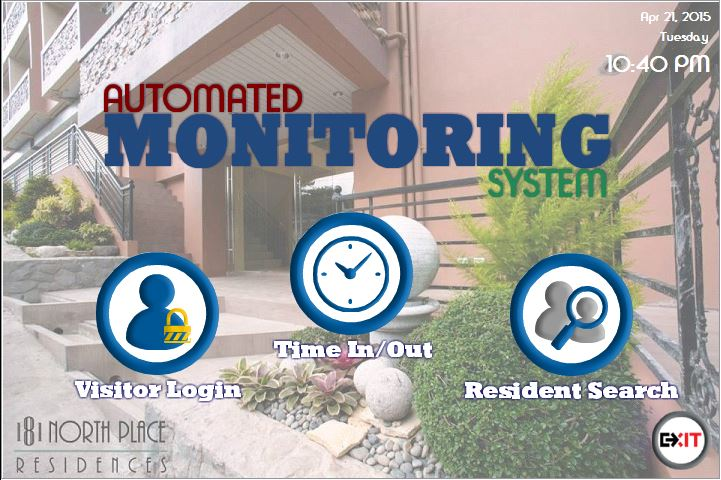 Apr 21, 2015
Tuesday
10:40 PM
AUTOMATED
MONITORING
SYSTEM
Time In/Out
Visitor Login
Resident Search
181 NORTH PLACE
RESIDENCES
EXIT